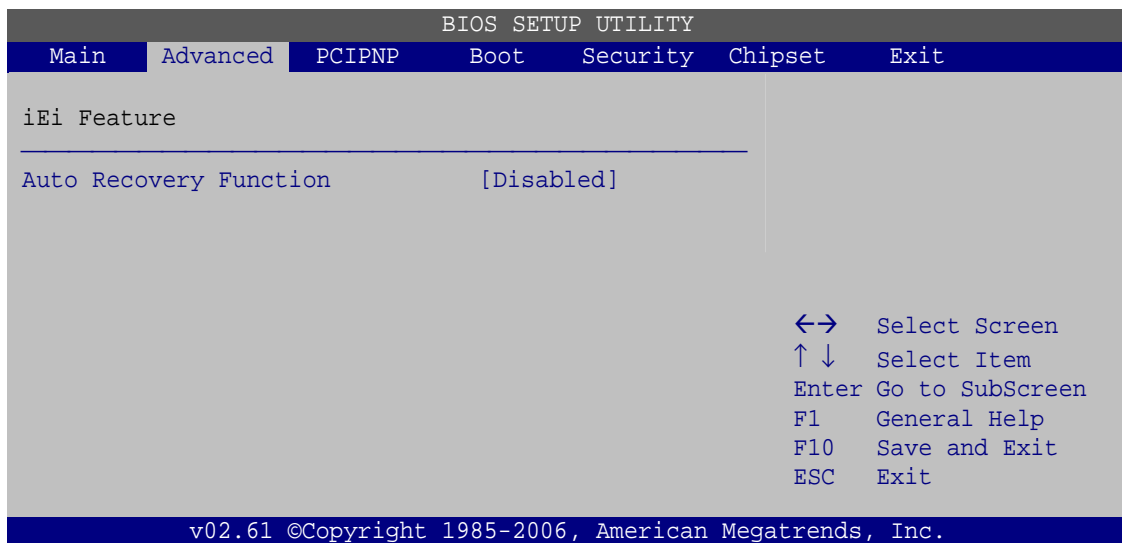 BIOS SETUP UTILITY
Main Advanced PCIPNP Boot Security Chipset Exit
iEi Feature
Auto Recovery Function [Disabled]
←→ Select Screen
↑ ↓ Select Item
Enter Go to SubScreen
F1 General Help
F10 Save and Exit
ESC Exit
v02.61 ©Copyright 1985-2006, American Megatrends, Inc.